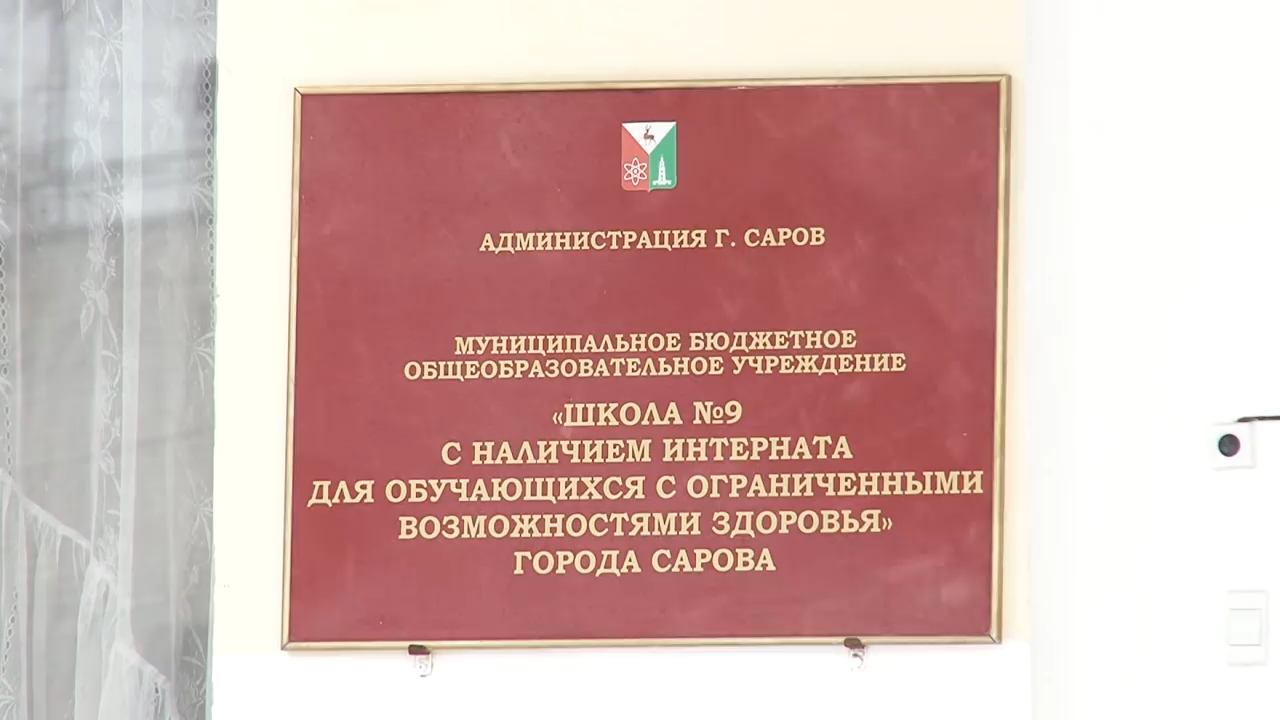 АДМИНИСТРАЦИЯ Г. САРОВ
МУНИЦИПАЛЬНОЕ БЮДЖЕТНОЕ
ОБЩЕОБРАЗОВАТЕЛЬНОЕ УЧРЕЖДЕНИЕ
«ШКОЛА №9
С НАЛИЧИЕМ ИНТЕРНАТА
ДЛЯ ОБУЧАЮЩИХСЯ С ОГРАНИЧЕННЫМИ
ВОЗМОЖНОСТЯМИ ЗДОРОВЬЯ»
ГОРОДА САРОВА